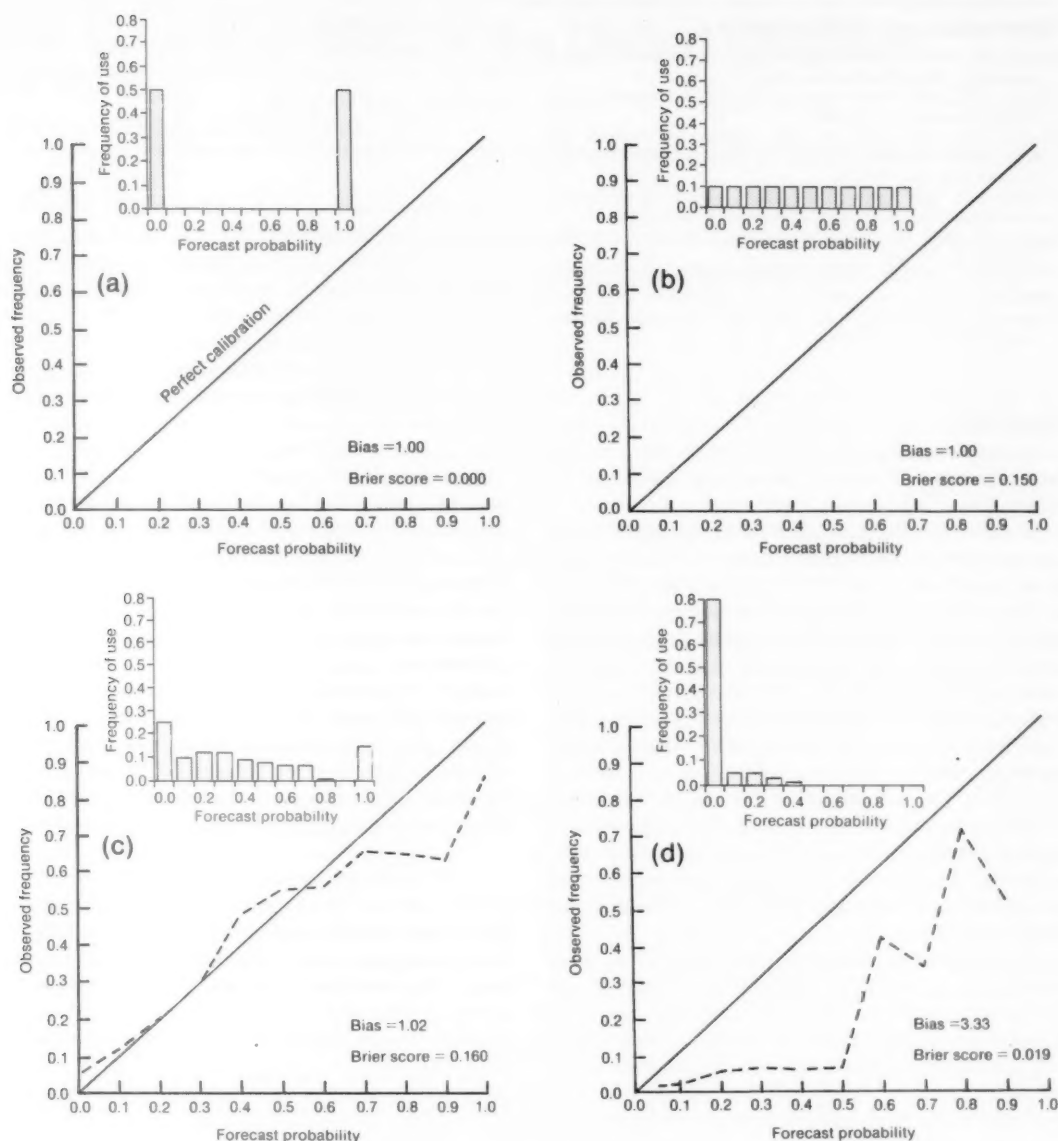 0.8
0.7
0.6
0.5
0.4
0.3
0.2
0.1
0.0
Frequency of use
0.0 0.2 0.4 0.6 0.8 1.0
Forecast probability
1.0
0.9
0.8
0.7
0.6
0.5
0.4
0.3
0.2
0.1
0.0
Observed frequency
(a)
Perfect calibration
Bias =1.00
Brier score = 0.000
0.0 0.1 0.2 0.3 0.4 0.5 0.6 0.7 0.8 0.9 1.0
Forecast probability
0.8
0.7
0.6
0.5
0.4
0.3
0.2
0.1
0.0
Frequency of use
0.0 0.2 0.4 0.6 0.8 1.0
Forecast probability
1.0
0.9
0.8
0.7
0.6
0.5
0.4
0.3
0.2
0.1
0.0
Observed frequency
(b)
Bias =1.00
Brier score = 0.150
0.0 0.1 0.2 0.3 0.4 0.5 0.6 0.7 0.8 0.9 1.0
Forecast probability
0.8
0.7
0.6
0.5
0.4
0.3
0.2
0.1
0.0
Frequency of use
0.0 0.2 0.4 0.6 0.8 1.0
Forecast probability
1.0
0.9
0.8
0.7
0.6
0.5
0.4
0.3
0.2
0.1
0.0
Observed frequency
(c)
Bias =1.02
Brier score = 0.160
0.0 0.1 0.2 0.3 0.4 0.5 0.6 0.7 0.8 0.9 1.0
Forecast probability
0.8
0.7
0.6
0.5
0.4
0.3
0.2
0.1
0.0
Frequency of use
0.0 0.2 0.4 0.6 0.8 1.0
Forecast probability
1.0
0.9
0.8
0.7
0.6
0.5
0.4
0.3
0.2
0.1
0.0
Observed frequency
(d)
Bias =3.33
Brier score = 0.019
0.0 0.1 0.2 0.3 0.4 0.5 0.6 0.7 0.8 0.9 1.0
Forecast probability